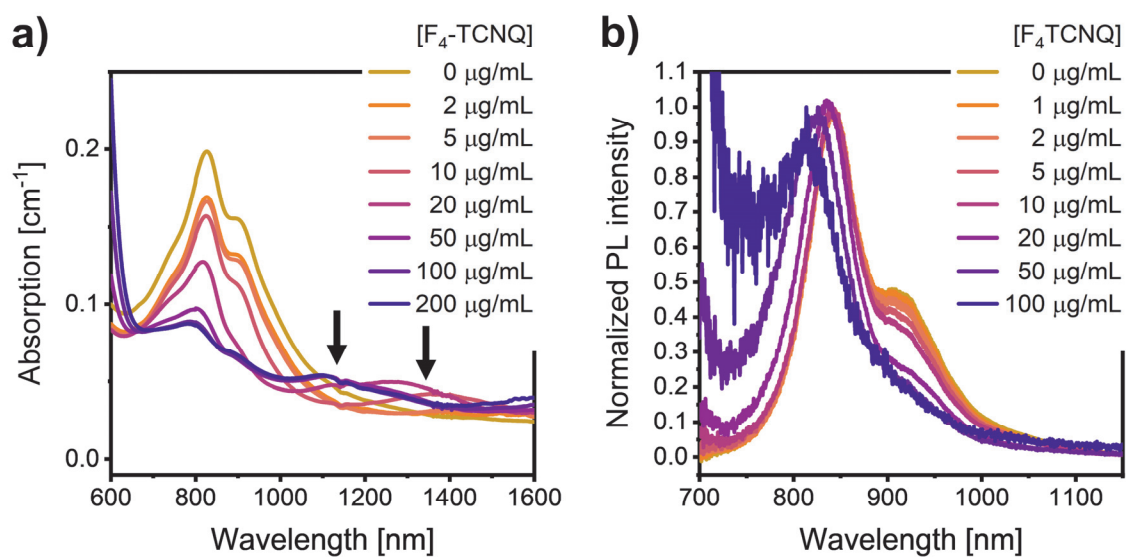 a)
[F₄-TCNQ]
0 μg/mL
2 μg/mL
5 μg/mL
10 μg/mL
20 μg/mL
50 μg/mL
100 μg/mL
200 μg/mL
0.2
0.1
0.0
Absorption [cm⁻¹]
600 800 1000 1200 1400 1600
Wavelength [nm]
b)
[F₄TCNQ]
0 μg/mL
1 μg/mL
2 μg/mL
5 μg/mL
10 μg/mL
20 μg/mL
50 μg/mL
100 μg/mL
1.1
1.0
0.9
0.8
0.7
0.6
0.5
0.4
0.3
0.2
0.1
0.0
Normalized PL intensity
700 800 900 1000 1100
Wavelength [nm]